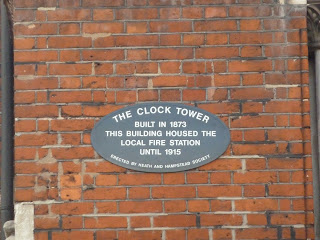 THE CLOCK TOWER
BUILT IN 1873
THIS BUILDING HOUSED THE
LOCAL FIRE STATION
UNTIL 1915
ERECTED BY HEATH AND HAMPSTEAD SOCIETY